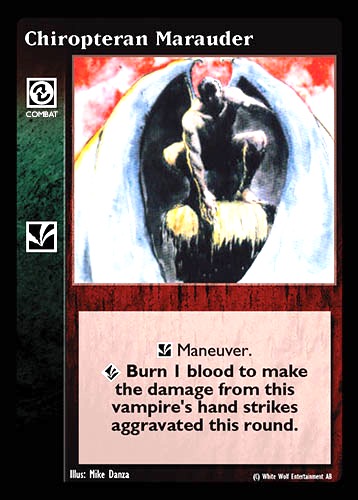 Chiropteran Marauder
COMBAT
Maneuver.
Burn 1 blood to make
the damage from this
vampire's hand strikes
aggravated this round.
Illus: Mike Danza
(C) White Wolf Entertainment AB